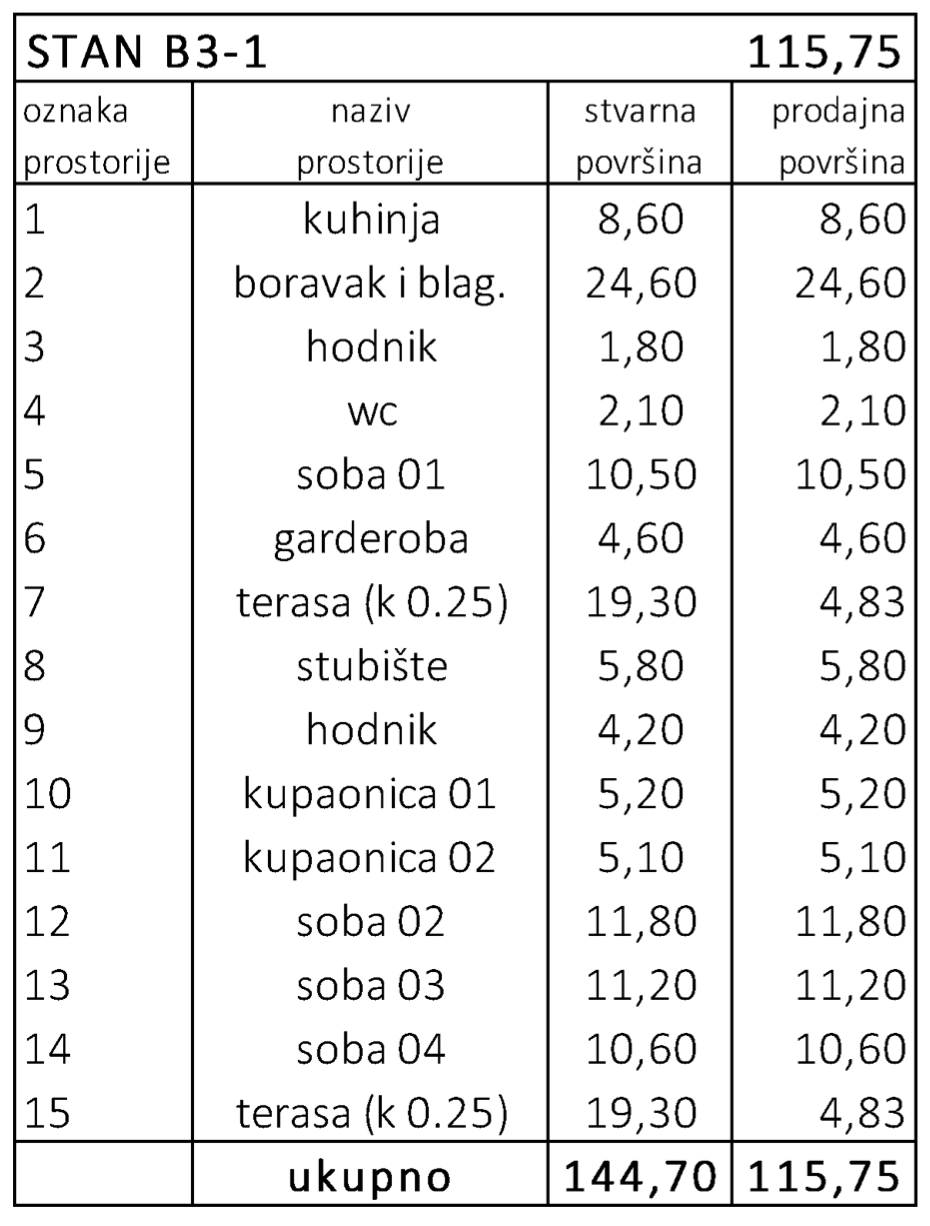 STAN B3-1 115,75
oznaka naziv stvarna prodajna
prostorije prostorije površina površina
1 kuhinja 8,60 8,60
2 boravak i blag. 24,60 24,60
3 hodnik 1,80 1,80
4 wc 2,10 2,10
5 soba 01 10,50 10,50
6 garderoba 4,60 4,60
7 terasa (k 0.25) 19,30 4,83
8 stubište 5,80 5,80
9 hodnik 4,20 4,20
10 kupaonica 01 5,20 5,20
11 kupaonica 02 5,10 5,10
12 soba 02 11,80 11,80
13 soba 03 11,20 11,20
14 soba 04 10,60 10,60
15 terasa (k 0.25) 19,30 4,83
ukupno 144,70 115,75